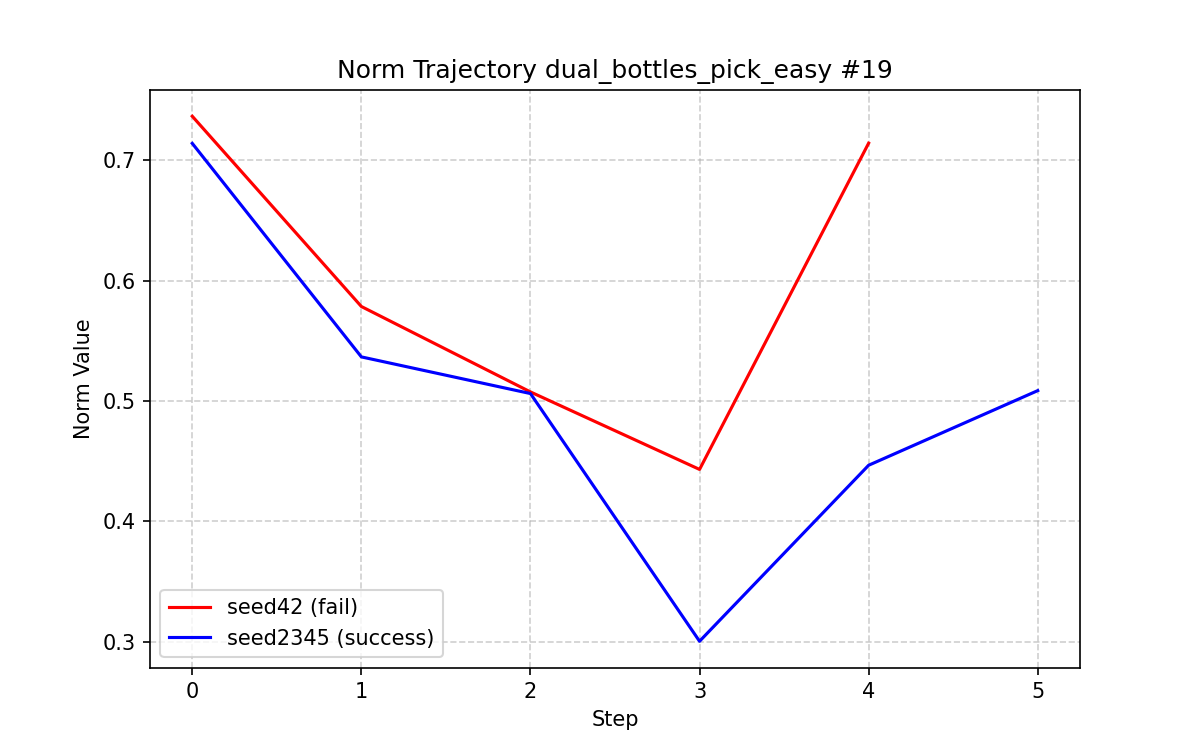 Norm Trajectory dual_bottles_pick_easy #19
Norm Value
0.7
0.6
0.5
0.4
0.3
seed42 (fail)
seed2345 (success)
0 1 2 3 4 5
Step